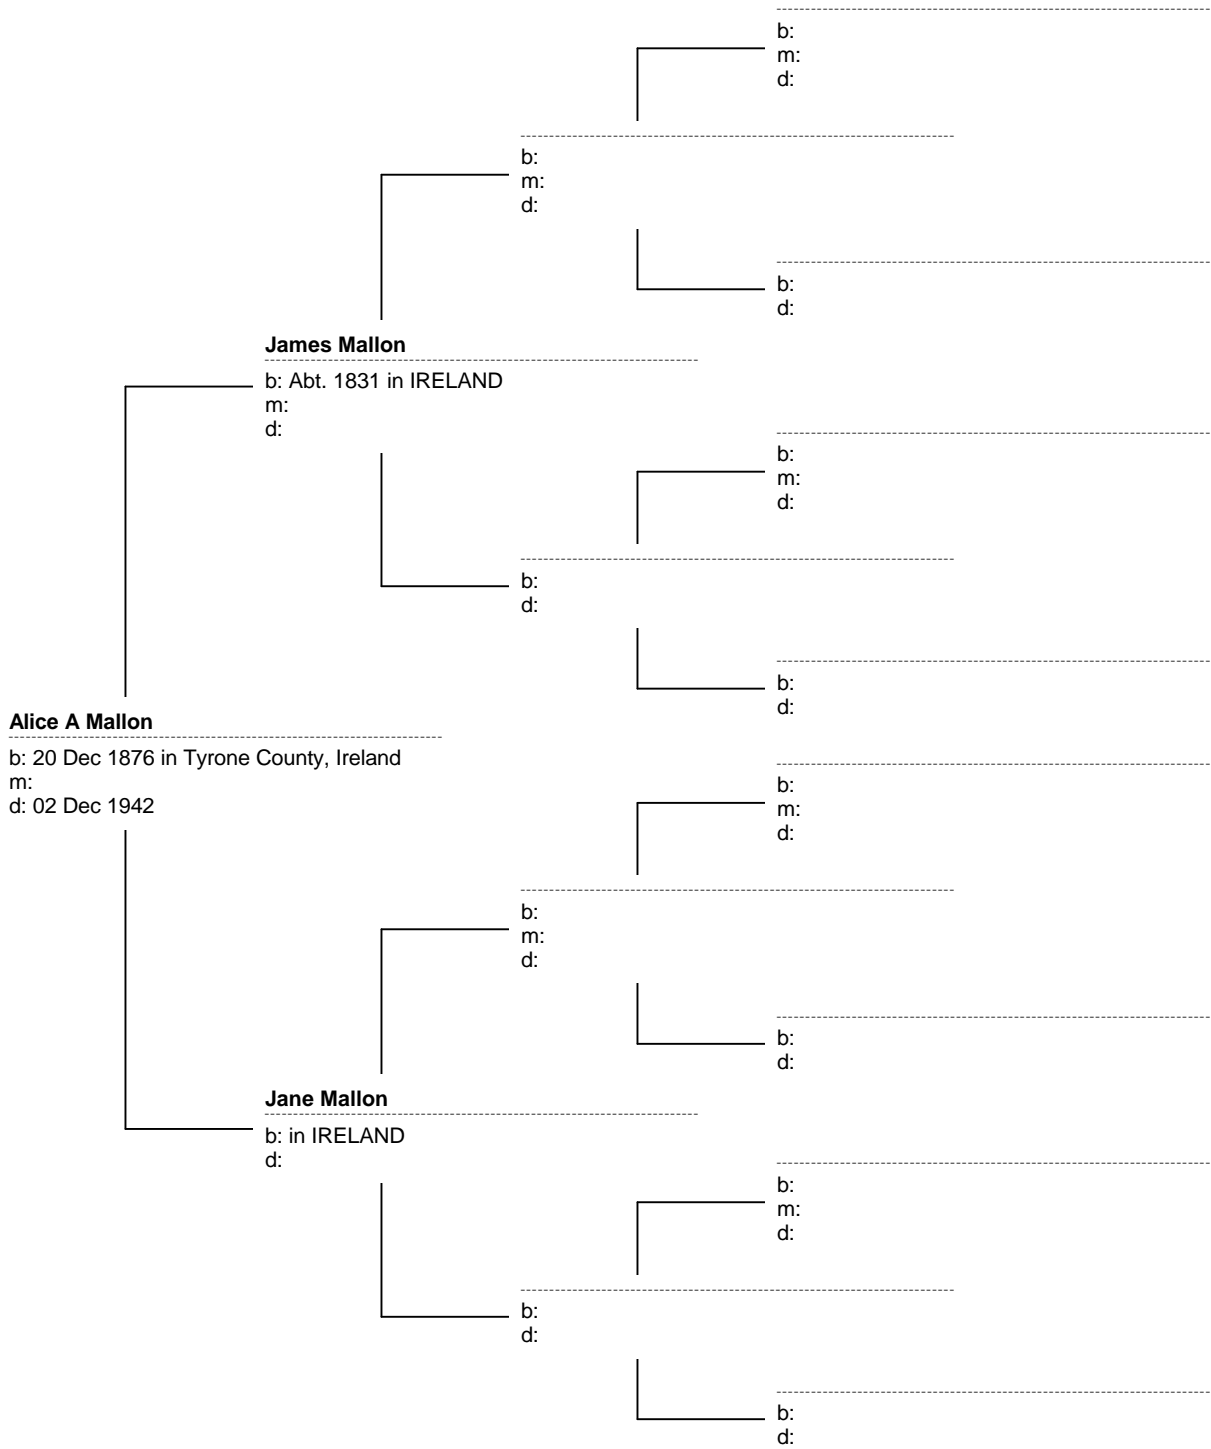 b:
m:
d:
b:
m:
d:
b:
d:
James Mallon
b: Abt. 1831 in IRELAND
m:
d:
b:
m:
d:
b:
d:
b:
d:
Alice A Mallon
b: 20 Dec 1876 in Tyrone County, Ireland
m:
d: 02 Dec 1942
b:
m:
d:
b:
m:
d:
b:
d:
Jane Mallon
b: in IRELAND
d:
b:
m:
d:
b:
d:
b:
d: